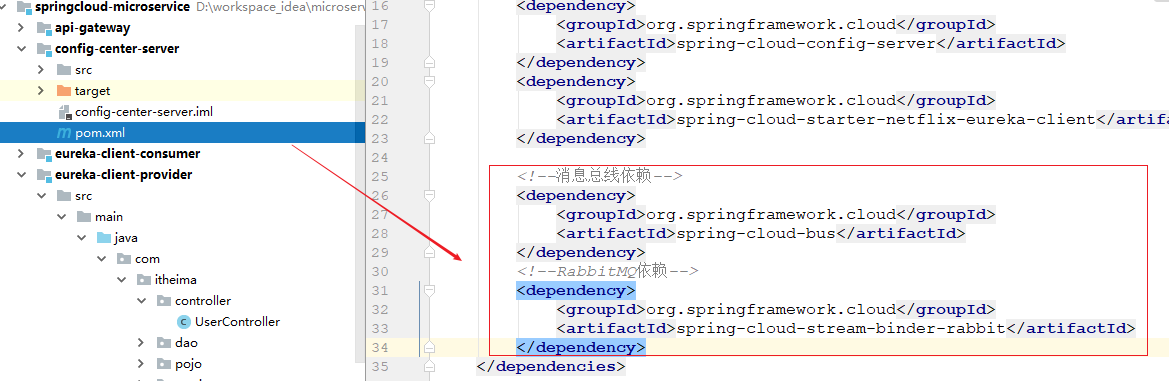 springcloud-microservice D:\workspace_idea\microser
api-gateway
config-center-server
src
target
config-center-server.iml
pom.xml
eureka-client-consumer
eureka-client-provider
src
main
java
com
itheima
controller
UserController
dao
pojo
16 <dependency>
17 <groupId>org.springframework.cloud</groupId>
18 <artifactId>spring-cloud-config-server</artifactId>
19 </dependency>
20 <dependency>
21 <groupId>org.springframework.cloud</groupId>
22 <artifactId>spring-cloud-starter-netflix-eureka-client</artifa
23 </dependency>
24
25 <!--消息总线依赖-->
26 <dependency>
27 <groupId>org.springframework.cloud</groupId>
28 <artifactId>spring-cloud-bus</artifactId>
29 </dependency>
30 <!--RabbitMQ依赖-->
31 <dependency>
32 <groupId>org.springframework.cloud</groupId>
33 <artifactId>spring-cloud-stream-binder-rabbit</artifactId>
34 </dependency>
35 </dependencies>